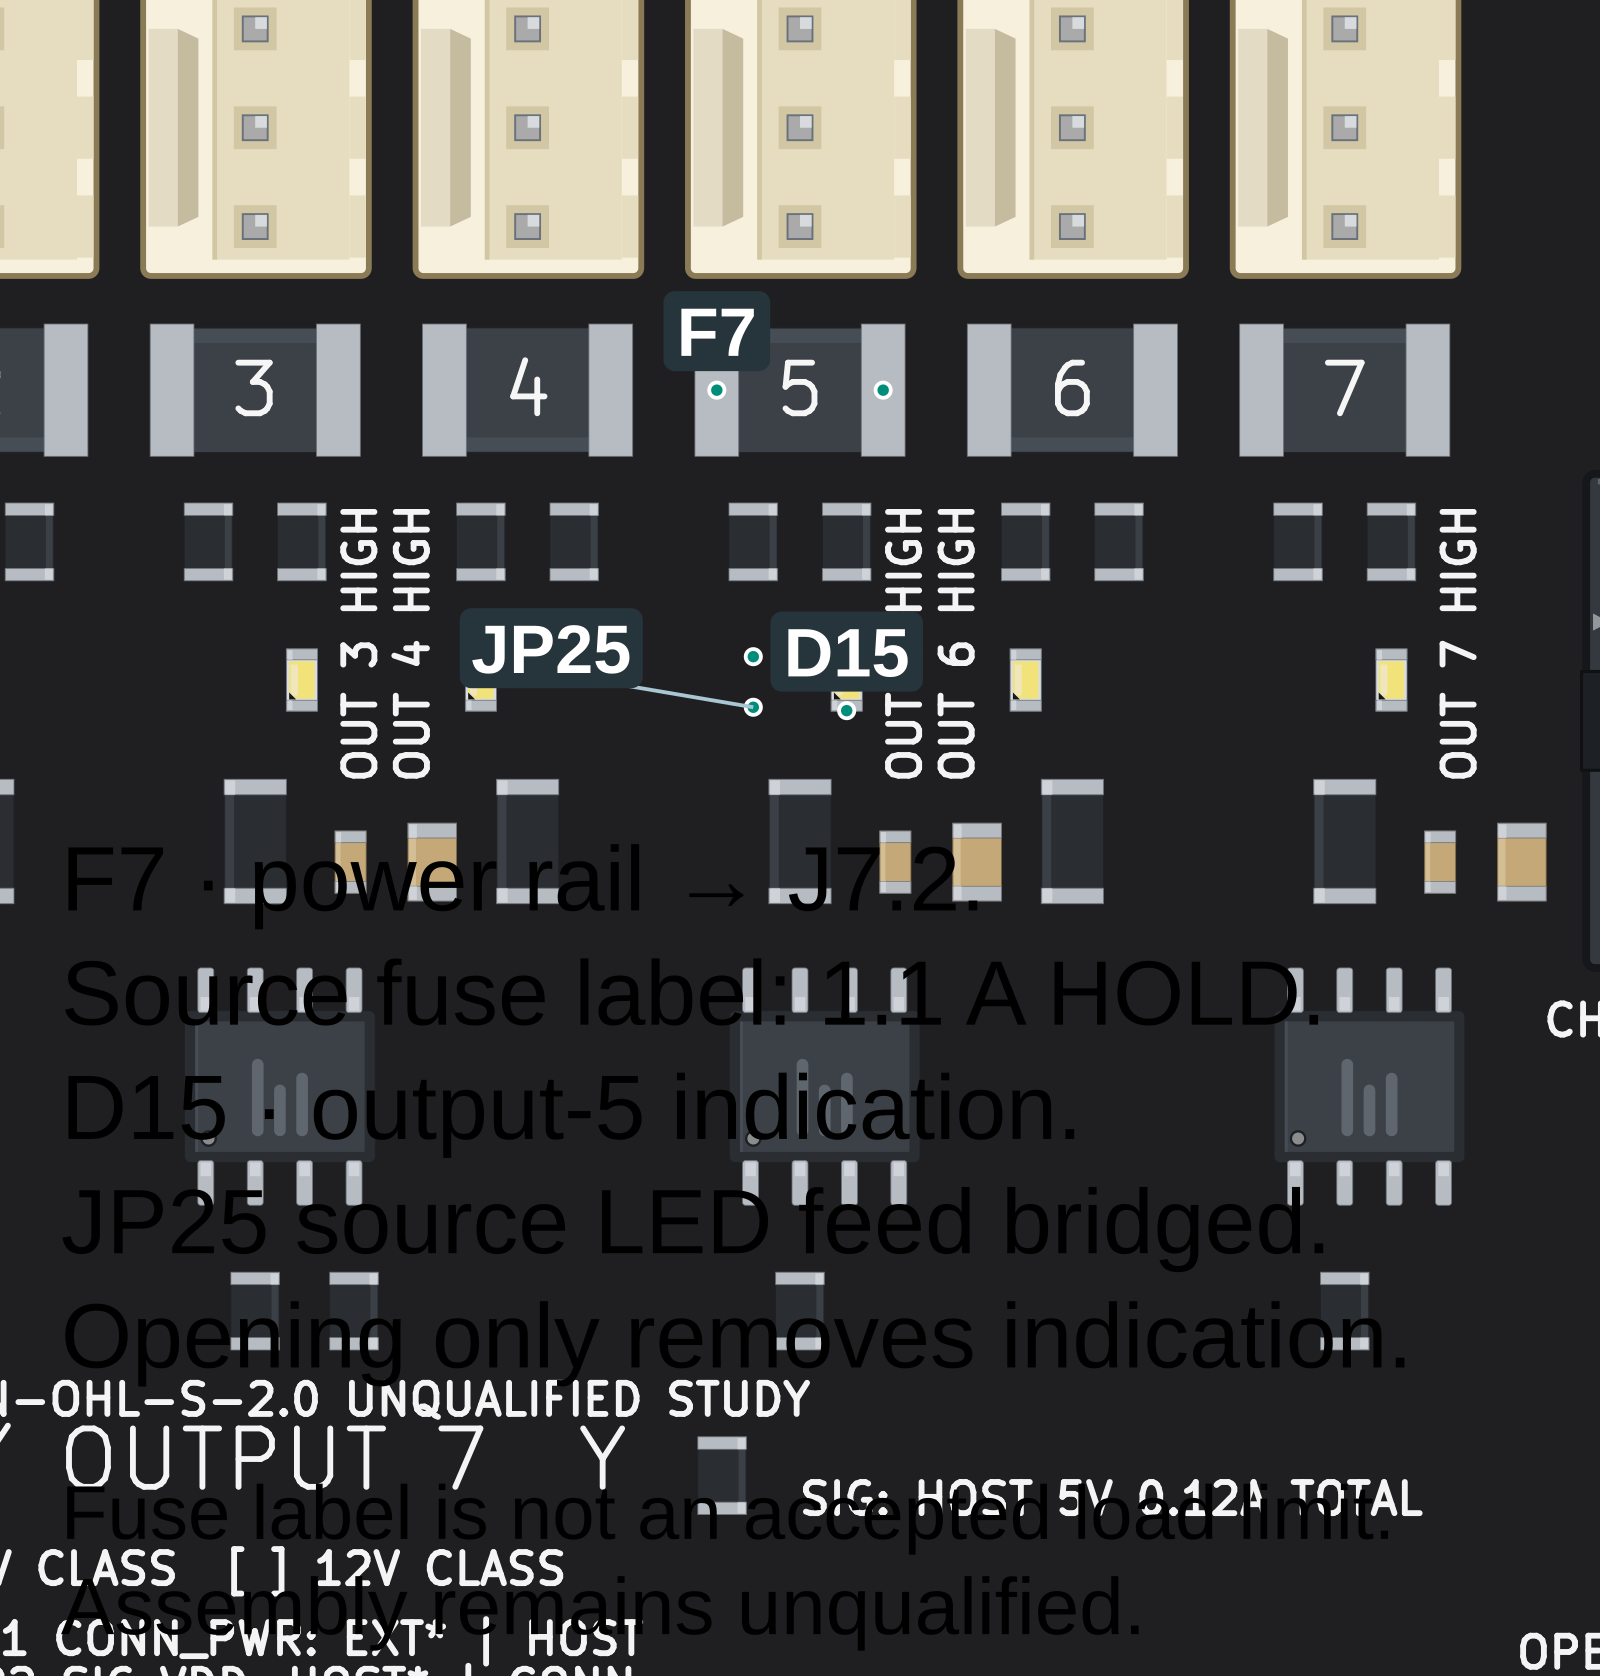 F7
3 4 5 6 7
OUT 3 HIGH
OUT 4 HIGH
OUT HIGH
OUT 6 HIGH
OUT 7 HIGH
JP25
D15
F7 · power rail → J7.2.
Source fuse label: 1.1 A HOLD.
CH
D15 · output-5 indication.
JP25 source LED feed bridged.
Opening only removes indication.
N-OHL-S-2.0 UNQUALIFIED STUDY
Y OUTPUT 7 Y
SIG: HOST 5V 0.12A TOTAL
Fuse label is not an accepted load limit.
V CLASS [ ] 12V CLASS
Assembly remains unqualified.
1 CONN_PWR: EXT* | HOST
OPE
SIG_VDD HOST* | CONN